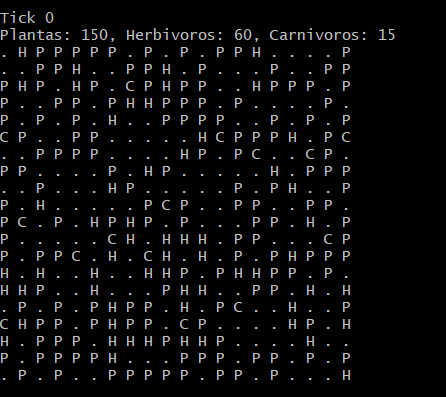 Tick 0
Plantas: 150, Herbivoros: 60, Carnivoros: 15
. H P P P P P . P . P . P P H . . . . P
. . P P H . . P P H . P . . . P . . P P
P H P . H P . C P H P P . . H P P P . P
P . . P P . P H H P P P . P . . . . P .
P . P . P . H . . P P P P . . P . P . P
C P . . P P . . . . . H C P P P H . P C
. . P P P P . . . . H P . P C . . C P .
P P . . . . P . H P . . . . . H . P P P
. . P . . . H P . . . . . P . P H . . P
P . H . . . . . P C P . . P P . . P P .
P C . P . H P H P . P . . . P P . H . P
P . . . . . C H . H H H . P P . . . C P
. P . P P C . H . C H . H . P . P H P P P
H . H . . H . . H H P . P H H P P . P .
H H P . . H . . . P H H . . P P . H . H
. P . P . P H P P . H . P C . . H . . P
C H P P . P H P P . C P . . . . H P . H
H . P P P . H H H P H H P . . . . H . .
P . P P P P H . . . P P P . P P . P . P
. P . P . . P P P P P . P P . P . . . H